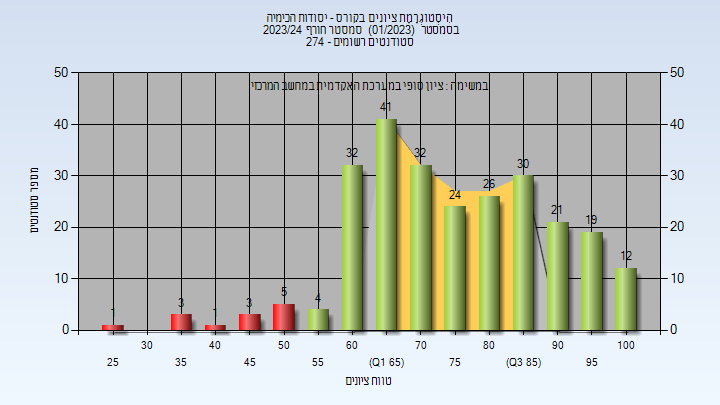 היסטוגרמת ציונים בקורס - יסודות הכימיה
בסמסטר (01/2023) סמסטר חורף 2023/24
סטודנטים רשומים - 274
במשימה : ציון סופי במערכת האקדמית במחשב המרכזי
מספר סטודנטים
50 50
40 40
30 30
20 20
10 10
0 0
1 3 1 3 5 4 32 41 32 24 26 30 21 19 12
30 40 50 60 70 80 90 100
25 35 45 55 (Q1 65) 75 (Q3 85) 95
טווח ציונים